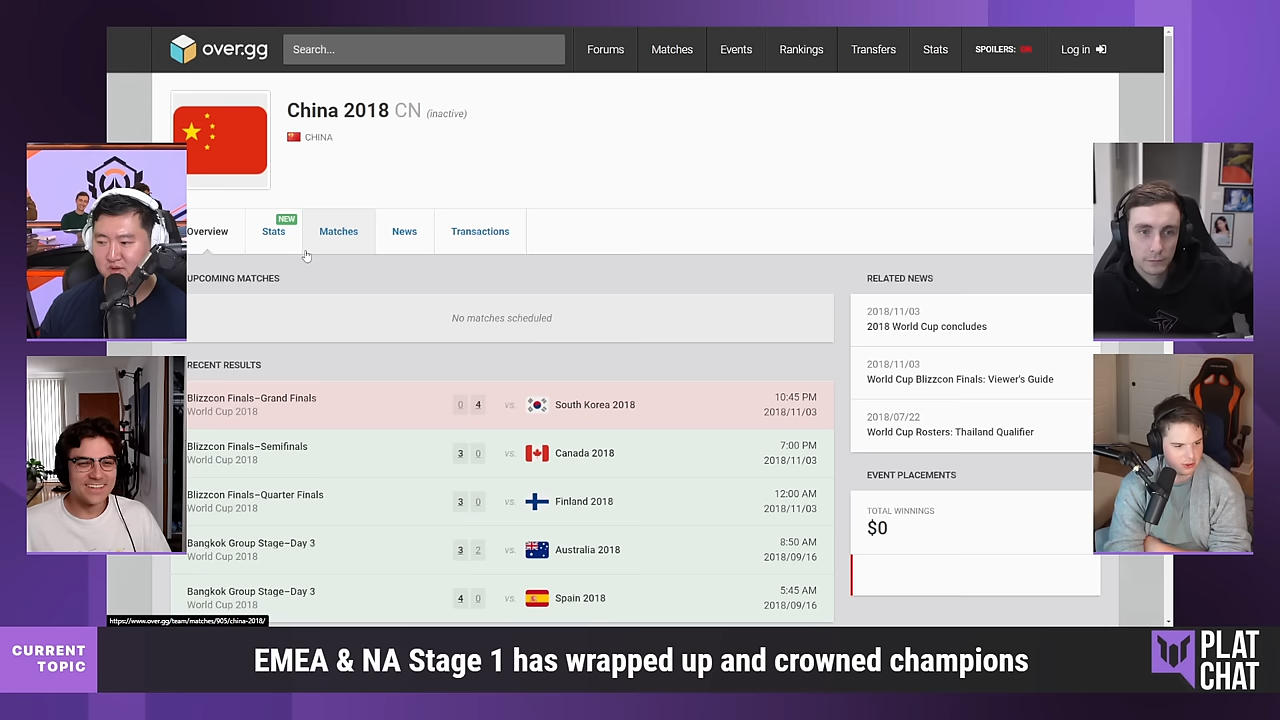 over.gg
Search...
Forums
Matches
Events
Rankings
Transfers
Stats
SPOILERS:
Log in
China 2018 CN (inactive)
CHINA
Overview
Stats
NEW
Matches
News
Transactions
UPCOMING MATCHES
No matches scheduled
RECENT RESULTS
Blizzcon Finals–Grand Finals
World Cup 2018
0 4 vs. South Korea 2018
10:45 PM
2018/11/03
Blizzcon Finals–Semifinals
World Cup 2018
3 0 vs. Canada 2018
7:00 PM
2018/11/03
Blizzcon Finals–Quarter Finals
World Cup 2018
3 0 vs. Finland 2018
12:00 AM
2018/11/03
Bangkok Group Stage–Day 3
World Cup 2018
3 2 vs. Australia 2018
8:50 AM
2018/09/16
Bangkok Group Stage–Day 3
World Cup 2018
4 0 vs. Spain 2018
5:45 AM
2018/09/16
RELATED NEWS
2018/11/03
2018 World Cup concludes
2018/11/03
World Cup Blizzcon Finals: Viewer's Guide
2018/07/22
World Cup Rosters: Thailand Qualifier
EVENT PLACEMENTS
TOTAL WINNINGS
$0
https://www.over.gg/team/matches/905/china-2018/
CURRENT
TOPIC
EMEA & NA Stage 1 has wrapped up and crowned champions
PLAT
CHAT